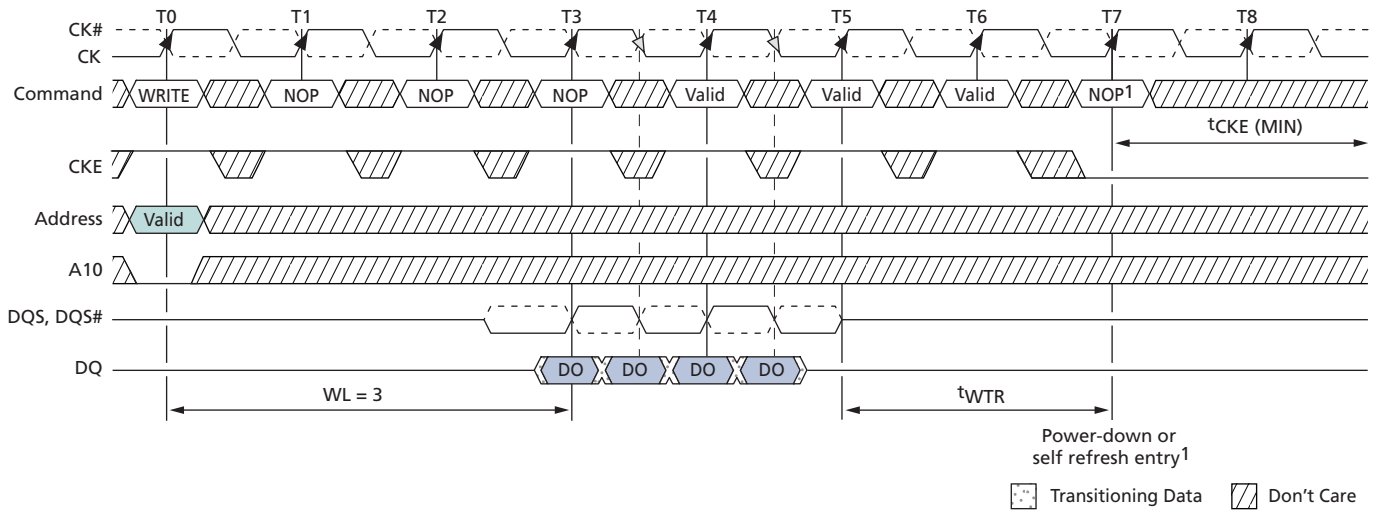 T0 T1 T2 T3 T4 T5 T6 T7 T8
CK#
CK
Command WRITE NOP NOP NOP Valid Valid Valid NOP1
tCKE (MIN)
CKE
Address Valid
A10
DQS, DQS#
DQ DO DO DO DO
WL = 3 tWTR
Power-down or
self refresh entry1
Transitioning Data Don't Care